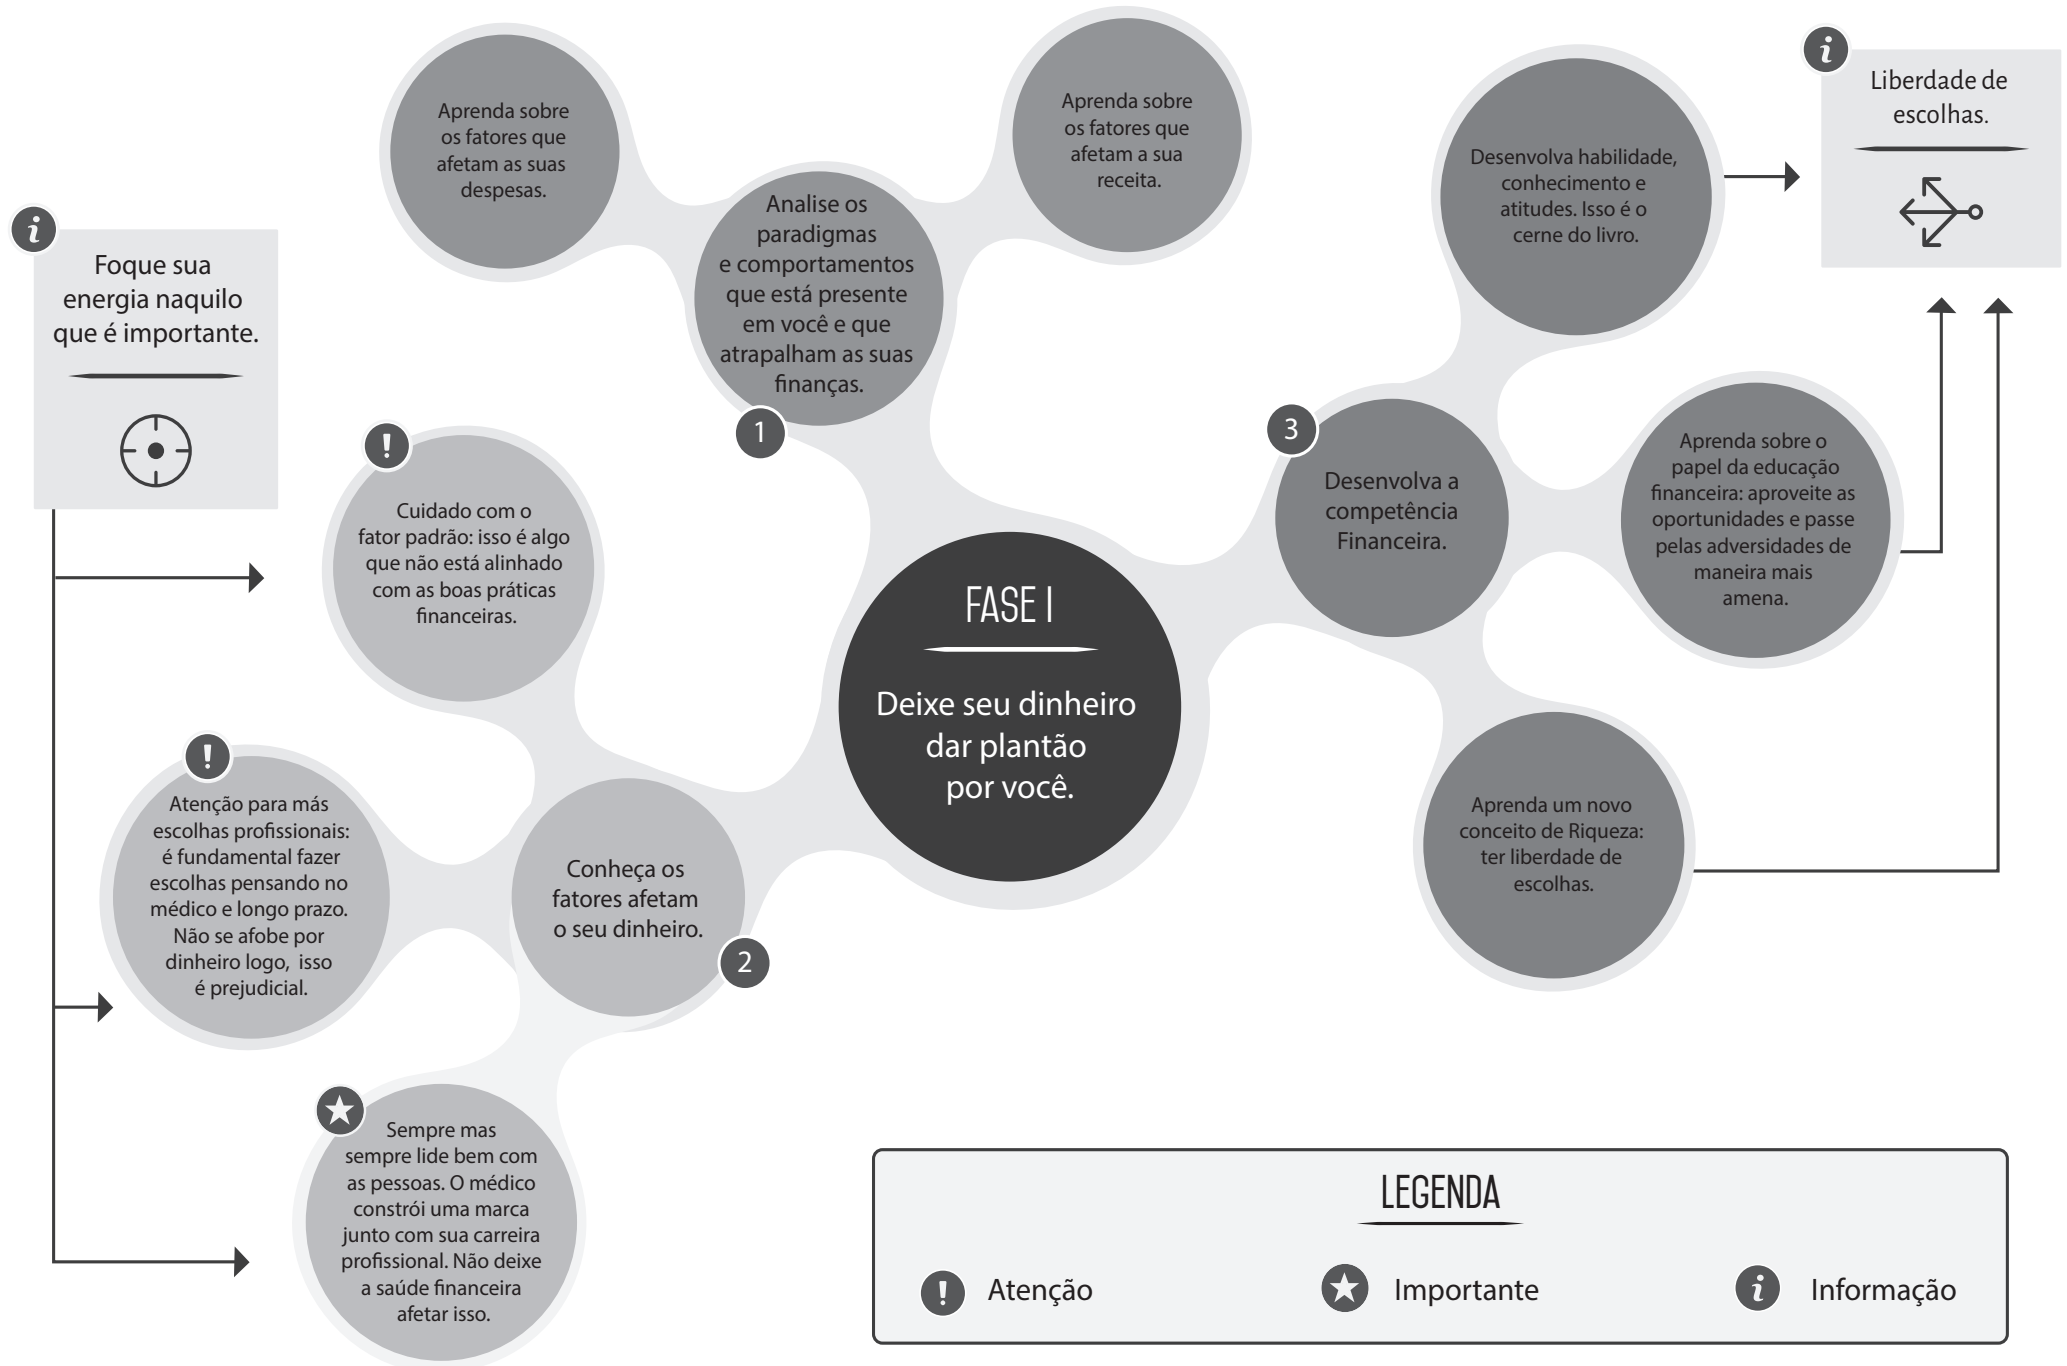 Aprenda sobre
os fatores que
afetam as suas
despesas.
Aprenda sobre
os fatores que
afetam a sua
receita.
Analise os
paradigmas
e comportamentos
que está presente
em você e que
atrapalham as suas
finanças.
1
i
Foque sua
energia naquilo
que é importante.
!
Cuidado com o
fator padrão: isso é algo
que não está alinhado
com as boas práticas
financeiras.
!
Atenção para más
escolhas profissionais:
é fundamental fazer
escolhas pensando no
médico e longo prazo.
Não se afobe por
dinheiro logo, isso
é prejudicial.
Conheça os
fatores afetam
o seu dinheiro.
2
Sempre mas
sempre lide bem com
as pessoas. O médico
constrói uma marca
junto com sua carreira
profissional. Não deixe
a saúde financeira
afetar isso.
FASE I
Deixe seu dinheiro
dar plantão
por você.
3
Desenvolva a
competência
Financeira.
Desenvolva habilidade,
conhecimento e
atitudes. Isso é o
cerne do livro.
i
Liberdade de
escolhas.
Aprenda sobre o
papel da educação
financeira: aproveite as
oportunidades e passe
pelas adversidades de
maneira mais
amena.
Aprenda um novo
conceito de Riqueza:
ter liberdade de
escolhas.
LEGENDA
! Atenção
Importante
i Informação